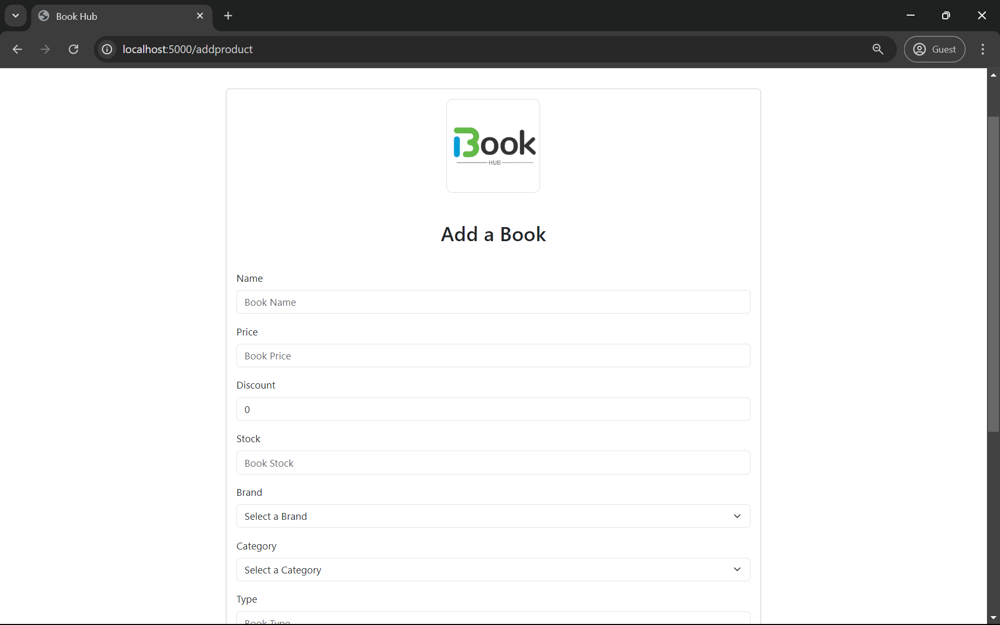 Book Hub
localhost:5000/addproduct
Guest
Book
HUB
Add a Book
Name
Book Name
Price
Book Price
Discount
0
Stock
Book Stock
Brand
Select a Brand
Category
Select a Category
Type
Book Type